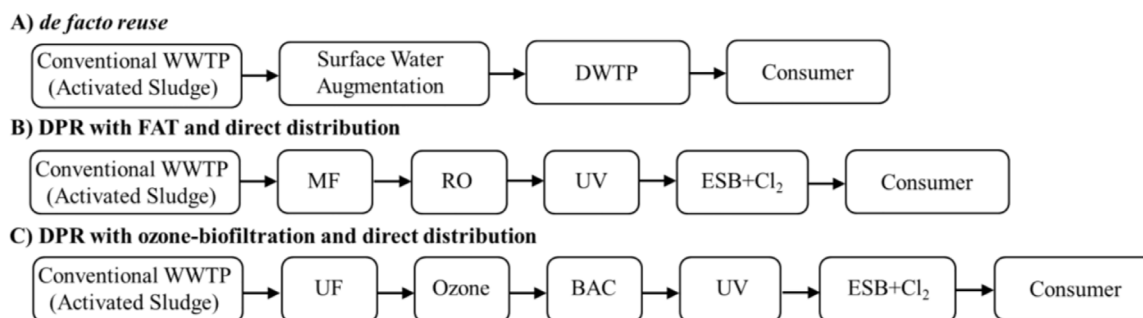 A) de facto reuse
Conventional WWTP
(Activated Sludge)
Surface Water
Augmentation
DWTP
Consumer
B) DPR with FAT and direct distribution
Conventional WWTP
(Activated Sludge)
MF
RO
UV
ESB+Cl₂
Consumer
C) DPR with ozone-biofiltration and direct distribution
Conventional WWTP
(Activated Sludge)
UF
Ozone
BAC
UV
ESB+Cl₂
Consumer